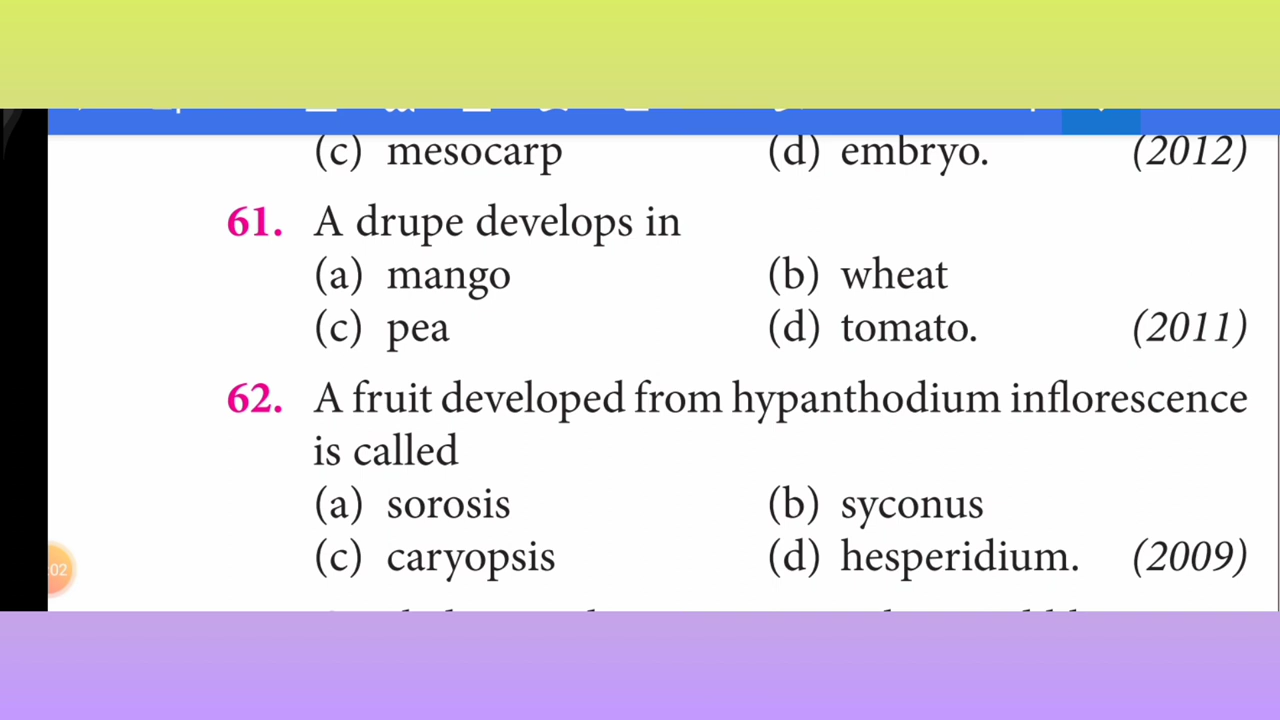 (c) mesocarp (d) embryo. (2012)
61. A drupe develops in
(a) mango (b) wheat
(c) pea (d) tomato. (2011)
62. A fruit developed from hypanthodium inflorescence
is called
(a) sorosis (b) syconus
(c) caryopsis (d) hesperidium. (2009)
:02